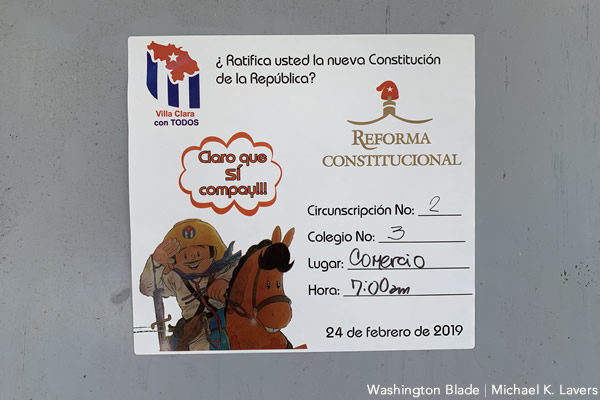 ¿ Ratifica usted la nueva Constitución
de la República?
Villa Clara
con TODOS
REFORMA
CONSTITUCIONAL
Claro que
SÍ
compay!!!
Circunscripción No: 2
Colegio No: 3
Lugar: Comercio
Hora: 7:00am
24 de febrero de 2019
Washington Blade | Michael K. Lavers